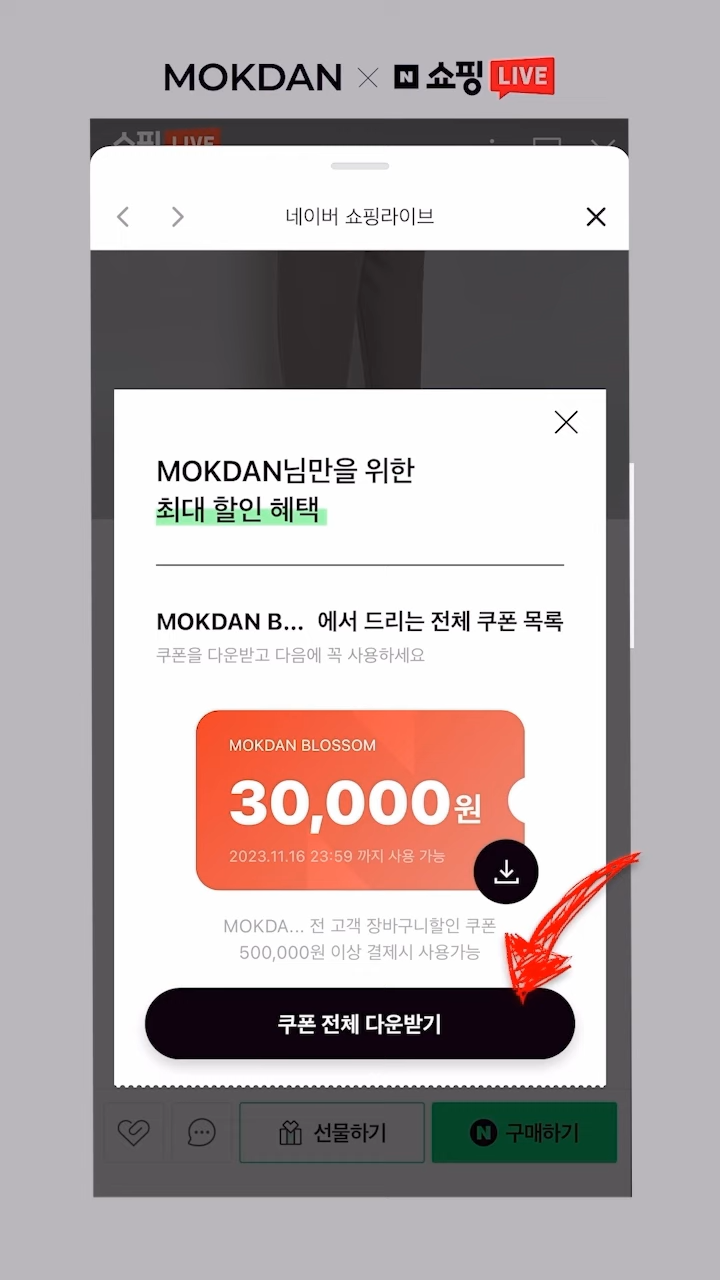 MOKDAN × N 쇼핑 LIVE
쇼핑 LIVE
네이버 쇼핑라이브
MOKDAN님만을 위한
최대 할인 혜택
MOKDAN B... 에서 드리는 전체 쿠폰 목록
쿠폰을 다운받고 다음에 꼭 사용하세요
MOKDAN BLOSSOM
30,000원
2023.11.16 23:59 까지 사용 가능
MOKDA... 전 고객 장바구니할인 쿠폰
500,000원 이상 결제시 사용가능
쿠폰 전체 다운받기
선물하기
N 구매하기